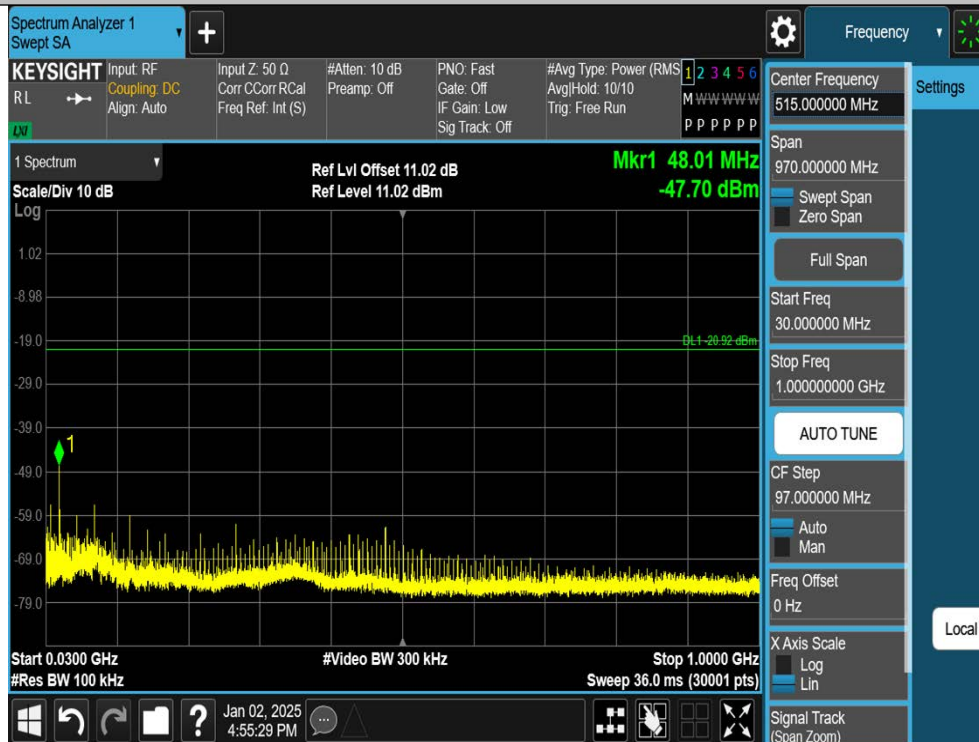 Spectrum Analyzer 1
Swept SA
+
Frequency
KEYSIGHT
RL
LXI
Input: RF
Coupling: DC
Align: Auto
Input Z: 50 Ω
Corr CCorr RCal
Freq Ref: Int (S)
#Atten: 10 dB
Preamp: Off
PNO: Fast
Gate: Off
IF Gain: Low
Sig Track: Off
#Avg Type: Power (RMS
Avg|Hold: 10/10
Trig: Free Run
1 2 3 4 5 6
M W W W W W
P P P P P P
1 Spectrum
Scale/Div 10 dB
Log
Ref Lvl Offset 11.02 dB
Ref Level 11.02 dBm
Mkr1 48.01 MHz
-47.70 dBm
1.02
-8.98
-19.0
DL1 -20.92 dBm
-29.0
-39.0
1
-49.0
-59.0
-69.0
-79.0
Start 0.0300 GHz
#Res BW 100 kHz
#Video BW 300 kHz
Stop 1.0000 GHz
Sweep 36.0 ms (30001 pts)
?
Jan 02, 2025
4:55:29 PM
Center Frequency
515.000000 MHz
Span
970.000000 MHz
Swept Span
Zero Span
Full Span
Start Freq
30.000000 MHz
Stop Freq
1.000000000 GHz
AUTO TUNE
CF Step
97.000000 MHz
Auto
Man
Freq Offset
0 Hz
X Axis Scale
Log
Lin
Signal Track
(Span Zoom)
Settings
Local